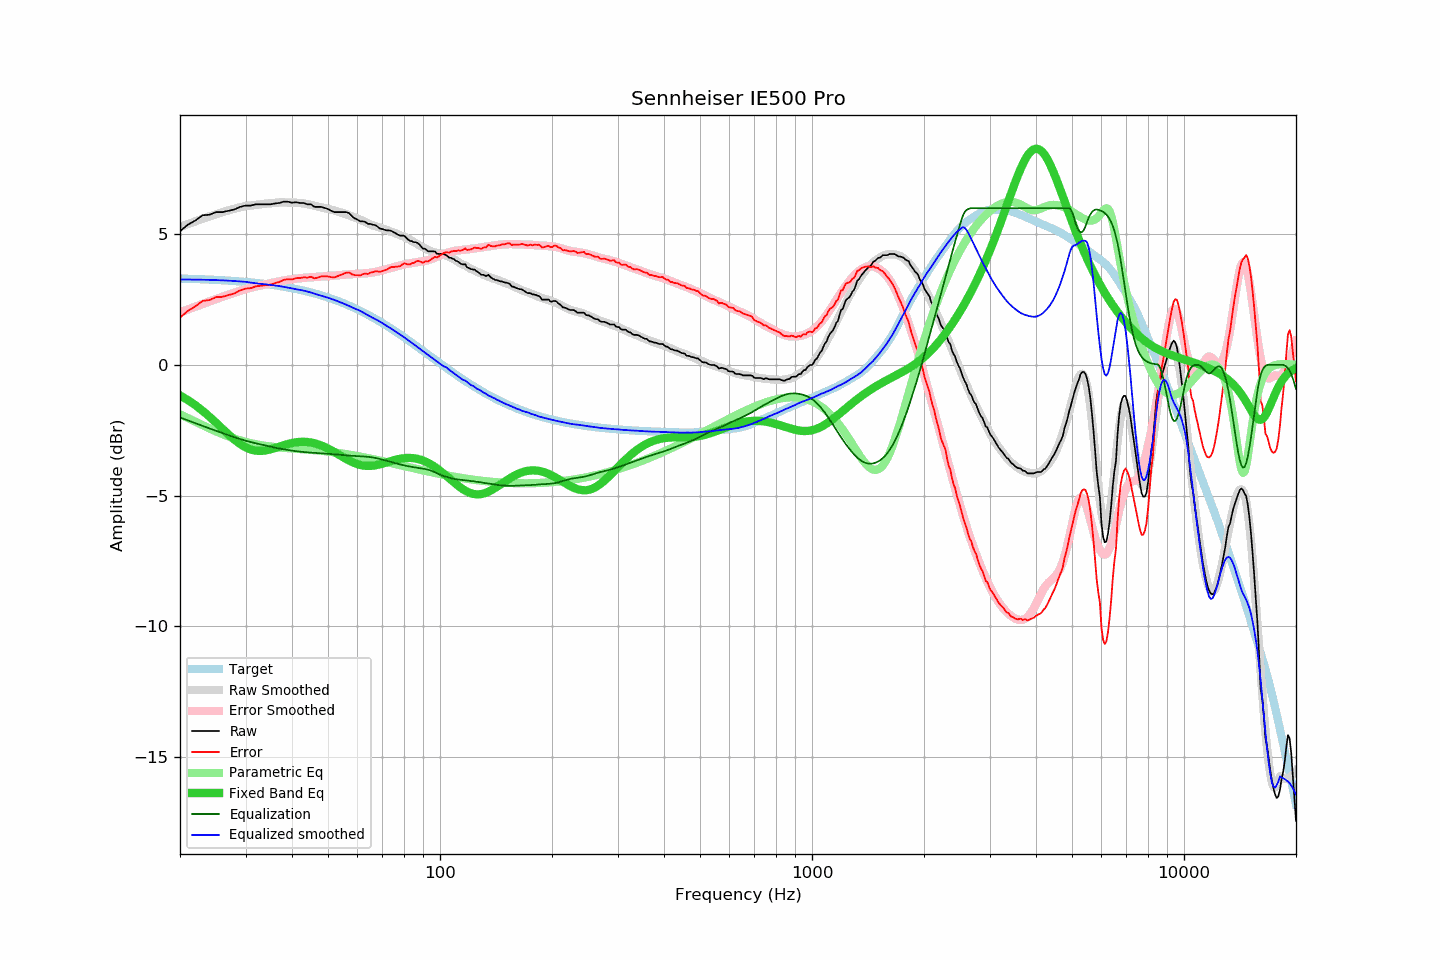 Sennheiser IE500 Pro
Amplitude (dBr)
5
0
−5
−10
−15
Target
Raw Smoothed
Error Smoothed
Raw
Error
Parametric Eq
Fixed Band Eq
Equalization
Equalized smoothed
100 1000 10000
Frequency (Hz)